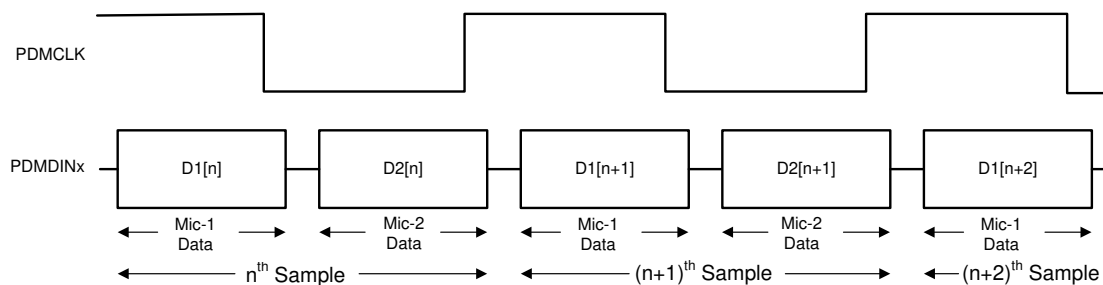 PDMCLK
PDMDINx
D1[n] D2[n] D1[n+1] D2[n+1] D1[n+2]
Mic-1 Mic-2 Mic-1 Mic-2 Mic-1
Data Data Data Data Data
nth Sample (n+1)th Sample (n+2)th Sample